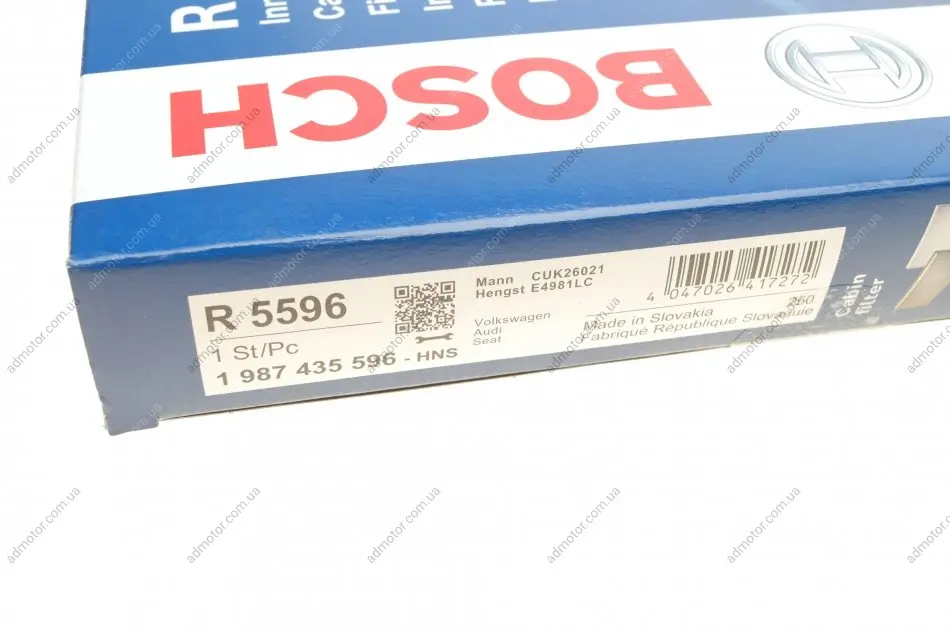 R
BOSCH
R 5596
1 St/Pc
1 987 435 596 - HNS
Mann CUK26021
Hengst E4981LC
Volkswagen
Audi
Seat
4 047026 417272
250
Made in Slovakia
Fabriqué République Slovaquie
Cabin
filter
admotor.com.ua